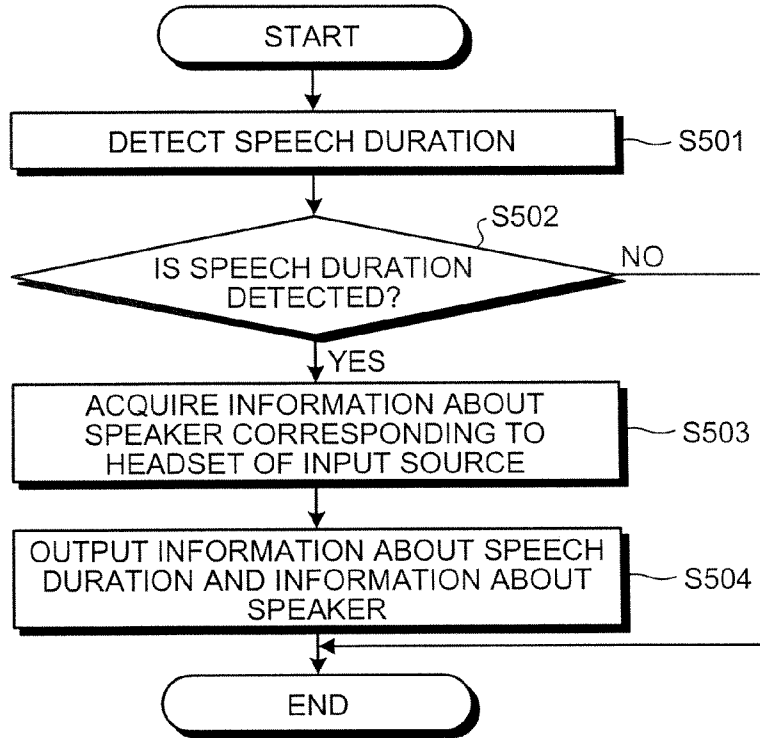 START
DETECT SPEECH DURATION
S501
S502
IS SPEECH DURATION
DETECTED?
NO
YES
ACQUIRE INFORMATION ABOUT
SPEAKER CORRESPONDING TO
HEADSET OF INPUT SOURCE
S503
OUTPUT INFORMATION ABOUT SPEECH
DURATION AND INFORMATION ABOUT
SPEAKER
S504
END